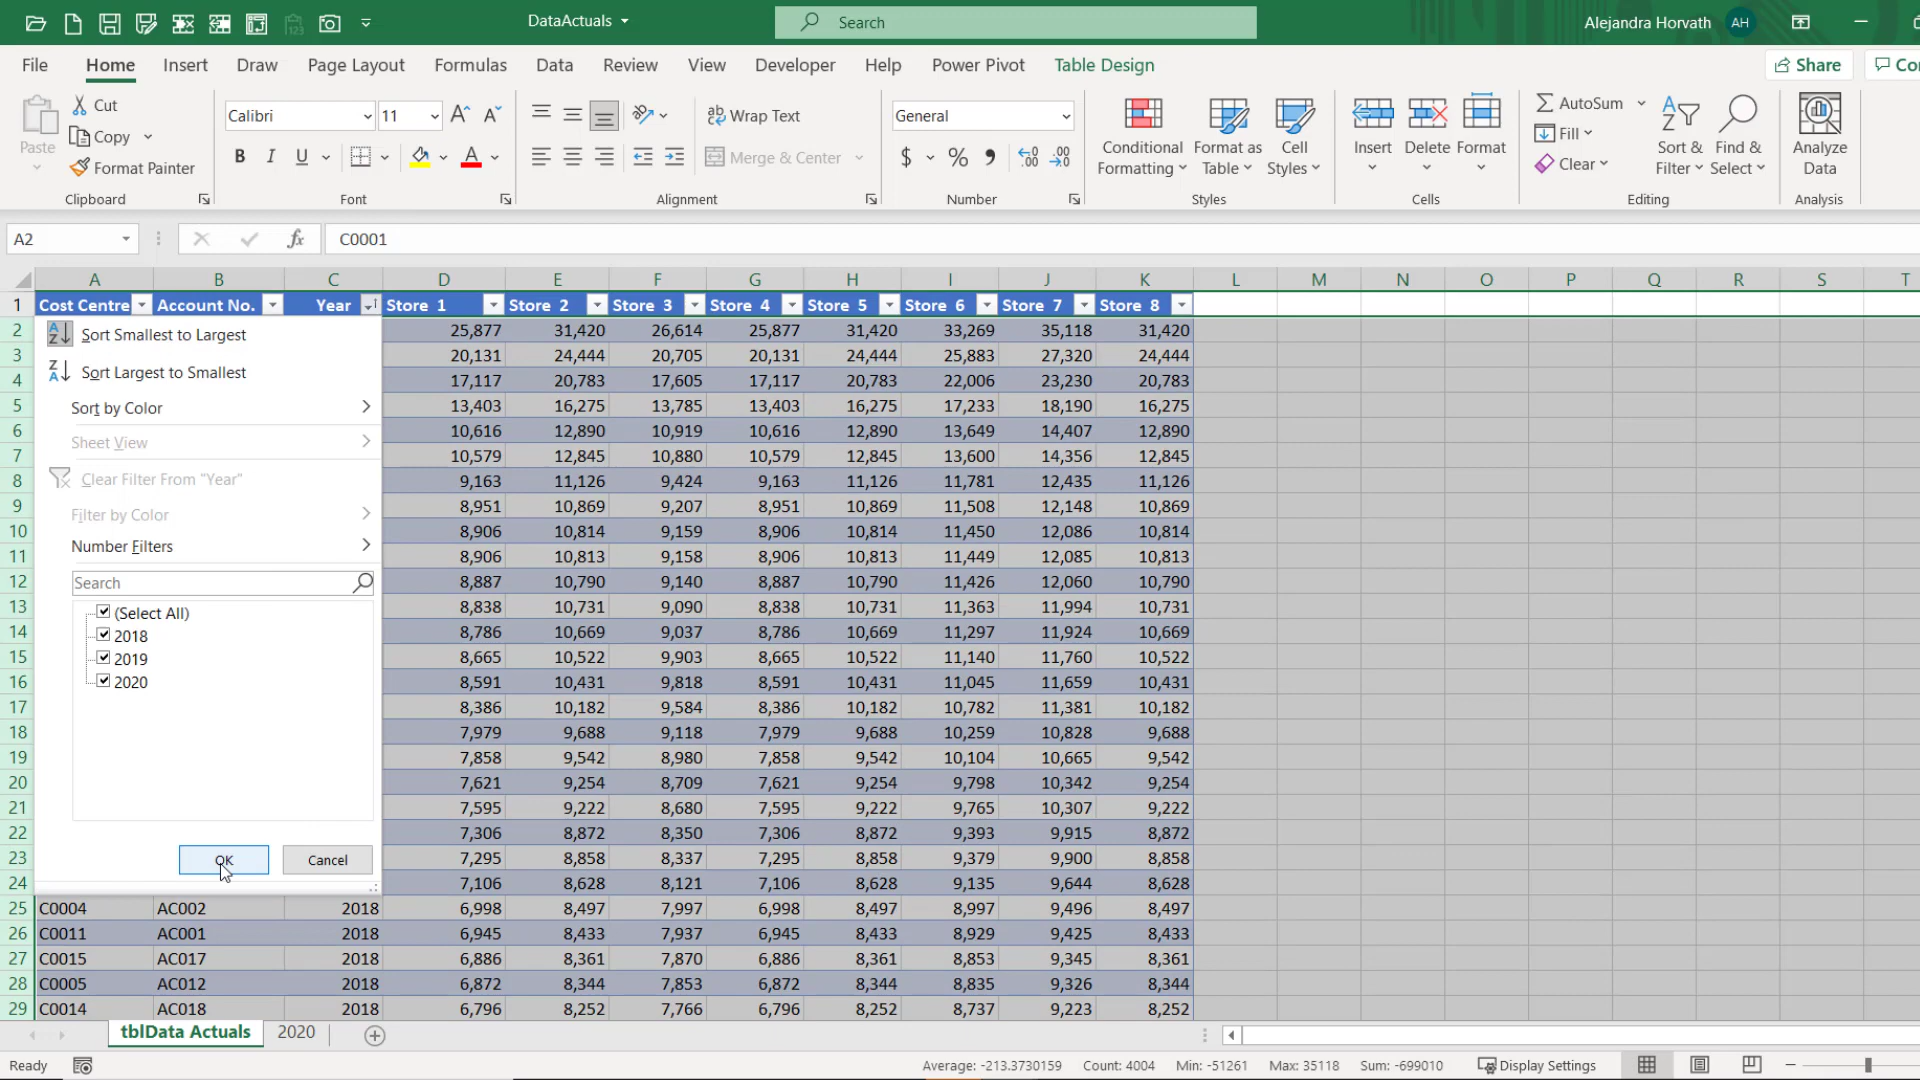 DataActuals
Search
Alejandra Horvath
AH
File Home Insert Draw Page Layout Formulas Data Review View Developer Help Power Pivot Table Design
Share
Paste
Cut
Copy
Format Painter
Clipboard
Calibri
11
B I U
Font
Wrap Text
Merge & Center
Alignment
General
$ % 9
Number
Conditional Formatting
Format as Table
Cell Styles
Styles
Insert
Delete
Format
Cells
AutoSum
Fill
Clear
Sort & Filter
Find & Select
Editing
Analyze Data
Analysis
A2
fx
C0001
A B C D E F G H I J K L M N O P Q R S T
1 Cost Centre Account No. Year Store 1 Store 2 Store 3 Store 4 Store 5 Store 6 Store 7 Store 8
2 25,877 31,420 26,614 25,877 31,420 33,269 35,118 31,420
3 20,131 24,444 20,705 20,131 24,444 25,883 27,320 24,444
4 17,117 20,783 17,605 17,117 20,783 22,006 23,230 20,783
5 13,403 16,275 13,785 13,403 16,275 17,233 18,190 16,275
6 10,616 12,890 10,919 10,616 12,890 13,649 14,407 12,890
7 10,579 12,845 10,880 10,579 12,845 13,600 14,356 12,845
8 9,163 11,126 9,424 9,163 11,126 11,781 12,435 11,126
9 8,951 10,869 9,207 8,951 10,869 11,508 12,148 10,869
10 8,906 10,814 9,159 8,906 10,814 11,450 12,086 10,814
11 8,906 10,813 9,158 8,906 10,813 11,449 12,085 10,813
12 8,887 10,790 9,140 8,887 10,790 11,426 12,060 10,790
13 8,838 10,731 9,090 8,838 10,731 11,363 11,994 10,731
14 8,786 10,669 9,037 8,786 10,669 11,297 11,924 10,669
15 8,665 10,522 9,903 8,665 10,522 11,140 11,760 10,522
16 8,591 10,431 9,818 8,591 10,431 11,045 11,659 10,431
17 8,386 10,182 9,584 8,386 10,182 10,782 11,381 10,182
18 7,979 9,688 9,118 7,979 9,688 10,259 10,828 9,688
19 7,858 9,542 8,980 7,858 9,542 10,104 10,665 9,542
20 7,621 9,254 8,709 7,621 9,254 9,798 10,342 9,254
21 7,595 9,222 8,680 7,595 9,222 9,765 10,307 9,222
22 7,306 8,872 8,350 7,306 8,872 9,393 9,915 8,872
23 7,295 8,858 8,337 7,295 8,858 9,379 9,900 8,858
24 7,106 8,628 8,121 7,106 8,628 9,135 9,644 8,628
25 C0004 AC002 2018 6,998 8,497 7,997 6,998 8,497 8,997 9,496 8,497
26 C0011 AC001 2018 6,945 8,433 7,937 6,945 8,433 8,929 9,425 8,433
27 C0015 AC017 2018 6,886 8,361 7,870 6,886 8,361 8,853 9,345 8,361
28 C0005 AC012 2018 6,872 8,344 7,853 6,872 8,344 8,835 9,326 8,344
29 C0014 AC018 2018 6,796 8,252 7,766 6,796 8,252 8,737 9,223 8,252
Sort Smallest to Largest
Sort Largest to Smallest
Sort by Color
Sheet View
Clear Filter From "Year"
Filter by Color
Number Filters
Search
(Select All)
2018
2019
2020
OK Cancel
tblData Actuals 2020
Ready
Average: -213.3730159 Count: 4004 Min: -51261 Max: 35118 Sum: -699010 Display Settings